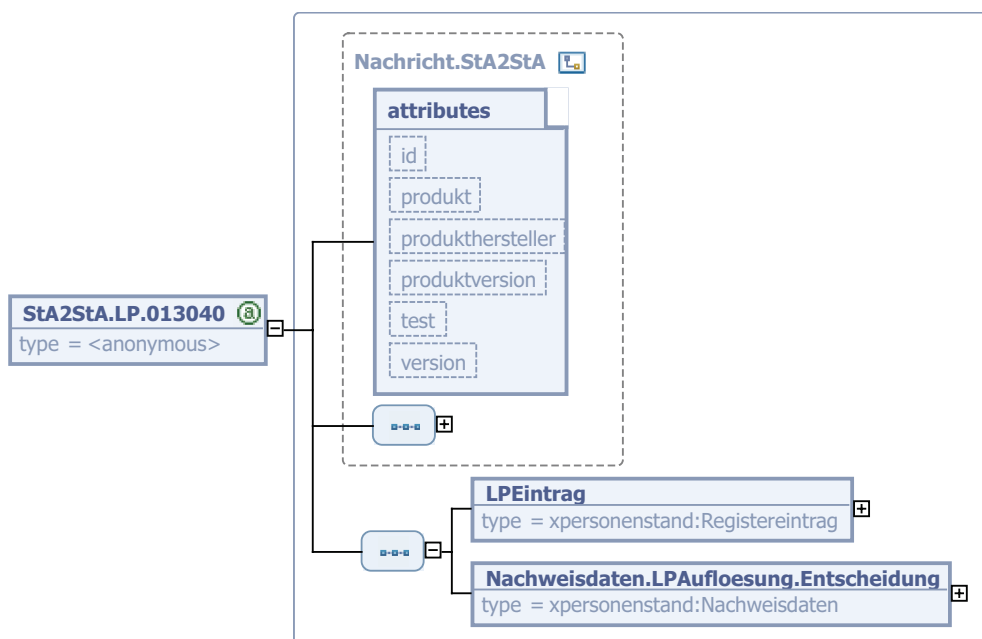 Nachricht.StA2StA
attributes
id
produkt
produkthersteller
produktversion
test
version
StA2StA.LP.013040
type = <anonymous>
LPEintrag
type = xpersonenstand:Registereintrag
Nachweisdaten.LPAufloesung.Entscheidung
type = xpersonenstand:Nachweisdaten